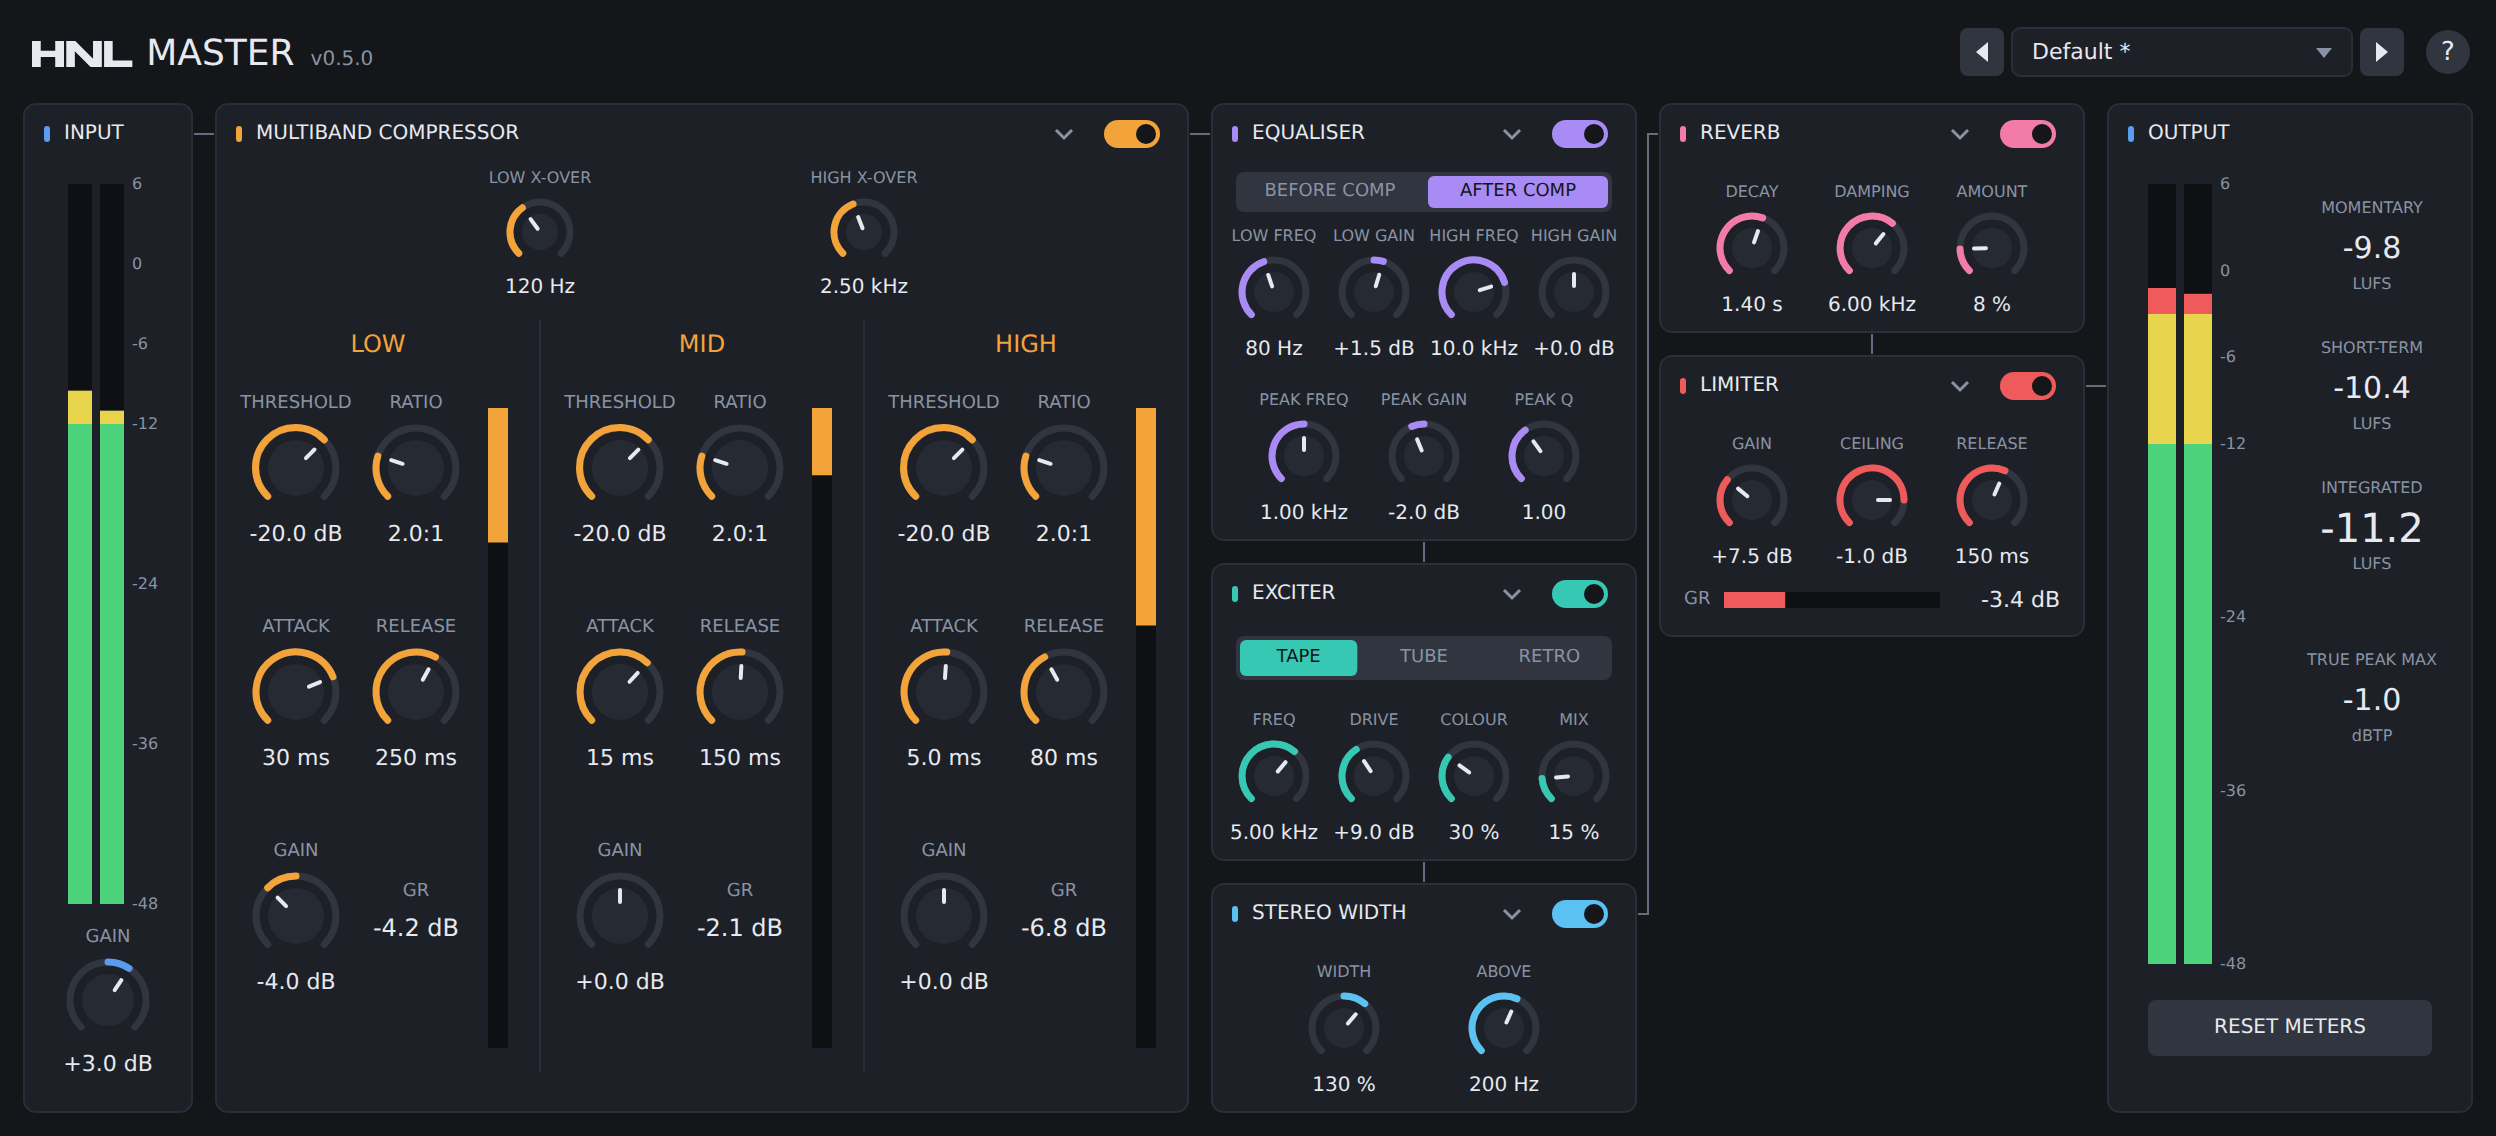 HNL MASTER v0.5.0
Default *
?
INPUT
6
0
-6
-12
-24
-36
-48
GAIN
+3.0 dB
MULTIBAND COMPRESSOR
LOW X-OVER HIGH X-OVER
120 Hz 2.50 kHz
LOW MID HIGH
THRESHOLD RATIO THRESHOLD RATIO THRESHOLD RATIO
-20.0 dB 2.0:1 -20.0 dB 2.0:1 -20.0 dB 2.0:1
ATTACK RELEASE ATTACK RELEASE ATTACK RELEASE
30 ms 250 ms 15 ms 150 ms 5.0 ms 80 ms
GAIN GAIN GAIN
GR GR GR
-4.2 dB -2.1 dB -6.8 dB
-4.0 dB +0.0 dB +0.0 dB
EQUALISER
BEFORE COMP AFTER COMP
LOW FREQ LOW GAIN HIGH FREQ HIGH GAIN
80 Hz +1.5 dB 10.0 kHz +0.0 dB
PEAK FREQ PEAK GAIN PEAK Q
1.00 kHz -2.0 dB 1.00
EXCITER
TAPE TUBE RETRO
FREQ DRIVE COLOUR MIX
5.00 kHz +9.0 dB 30 % 15 %
STEREO WIDTH
WIDTH ABOVE
130 % 200 Hz
REVERB
DECAY DAMPING AMOUNT
1.40 s 6.00 kHz 8 %
LIMITER
GAIN CEILING RELEASE
+7.5 dB -1.0 dB 150 ms
GR -3.4 dB
OUTPUT
6
0
-6
-12
-24
-36
-48
MOMENTARY
-9.8
LUFS
SHORT-TERM
-10.4
LUFS
INTEGRATED
-11.2
LUFS
TRUE PEAK MAX
-1.0
dBTP
RESET METERS